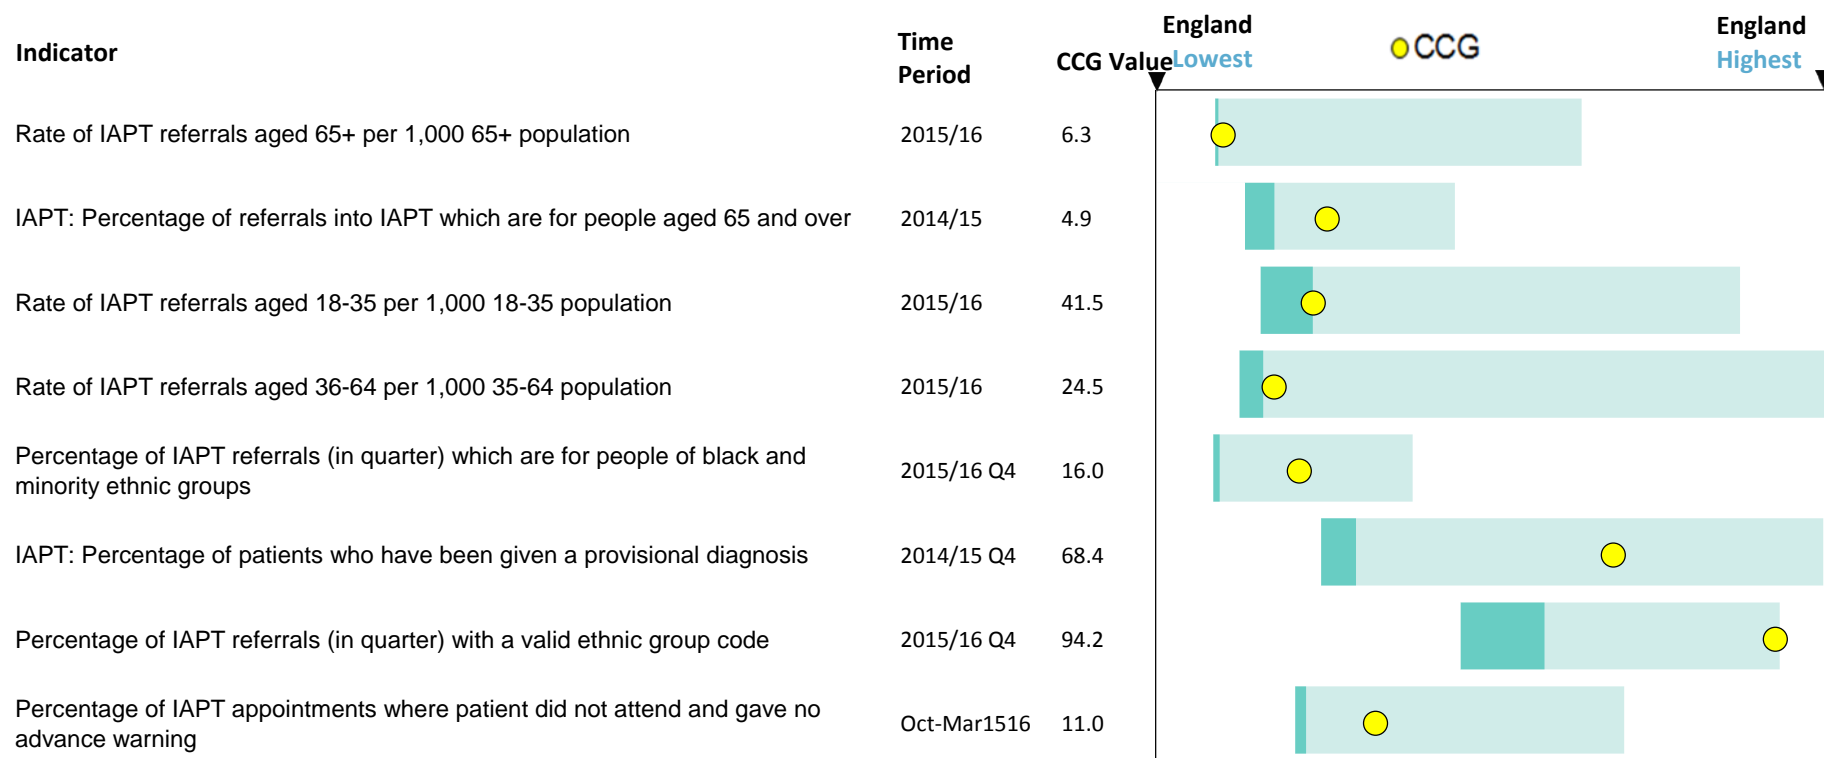 Indicator
Time
Period
CCG Value
England
Lowest
CCG
England
Highest
Rate of IAPT referrals aged 65+ per 1,000 65+ population 2015/16 6.3
IAPT: Percentage of referrals into IAPT which are for people aged 65 and over 2014/15 4.9
Rate of IAPT referrals aged 18-35 per 1,000 18-35 population 2015/16 41.5
Rate of IAPT referrals aged 36-64 per 1,000 35-64 population 2015/16 24.5
Percentage of IAPT referrals (in quarter) which are for people of black and
minority ethnic groups
2015/16 Q4 16.0
IAPT: Percentage of patients who have been given a provisional diagnosis 2014/15 Q4 68.4
Percentage of IAPT referrals (in quarter) with a valid ethnic group code 2015/16 Q4 94.2
Percentage of IAPT appointments where patient did not attend and gave no
advance warning
Oct-Mar1516 11.0